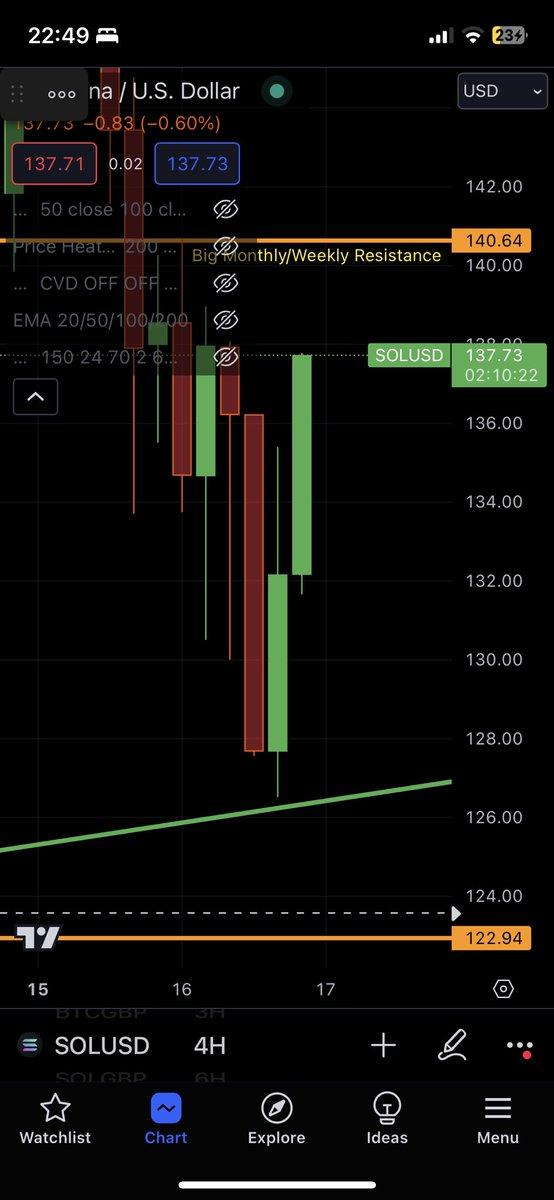 22:49
23
na / U.S. Dollar
USD
137.73 −0.83 (−0.60%)
137.71
0.02
137.73
142.00
... 50 close 100 cl...
140.64
Price Heat... 200 ...
Big Monthly/Weekly Resistance
140.00
... CVD OFF OFF ...
EMA 20/50/100/200
138.00
... 150 24 70 2 6...
SOLUSD
137.73
02:10:22
136.00
134.00
132.00
130.00
128.00
126.00
124.00
122.94
15
16
17
BTCGBP 3H
SOLUSD 4H
SOLGBP 6H
Watchlist
Chart
Explore
Ideas
Menu